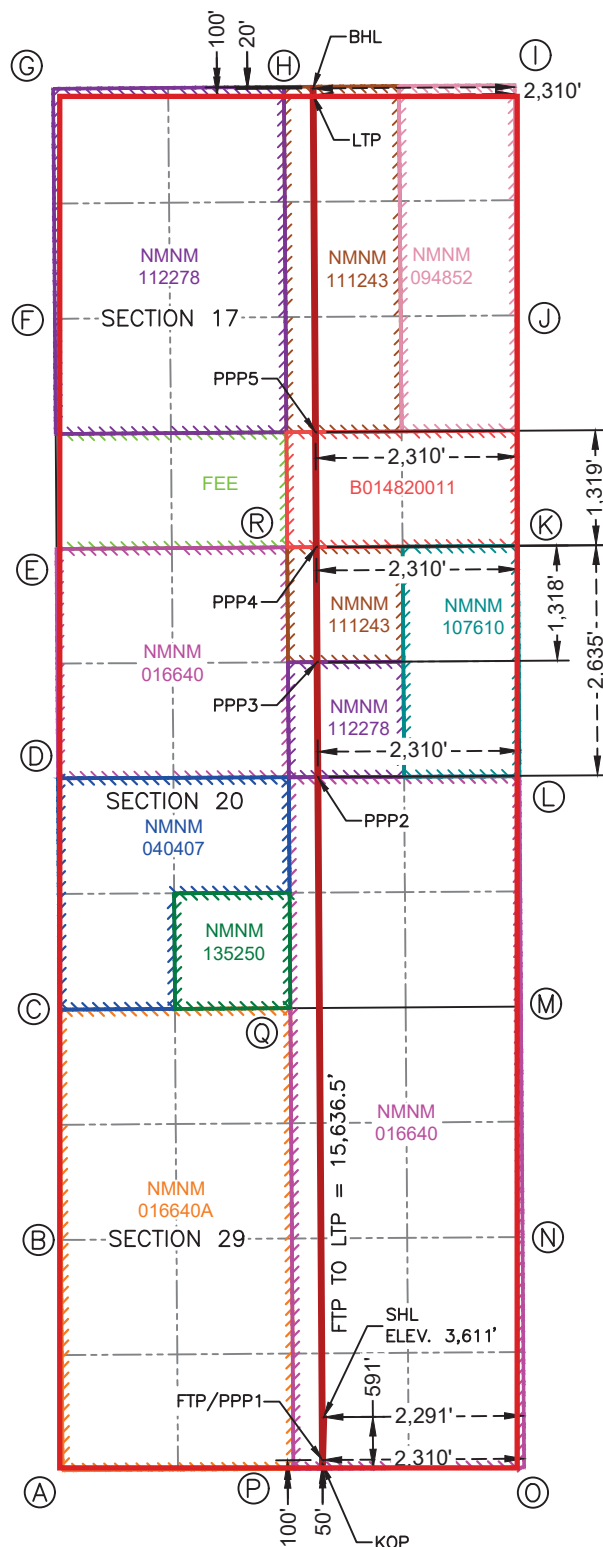 100'
20'
G
H
BHL
I
2,310'
LTP
NMNM
112278
NMNM
111243
NMNM
094852
F
SECTION 17
J
PPP5
2,310'
FEE
B014820011
1,319'
R
K
E
2,310'
PPP4
NMNM
111243
NMNM
107610
1,318'
NMNM
016640
2,635'
PPP3
NMNM
112278
D
2,310'
L
SECTION 20
PPP2
NMNM
040407
NMNM
135250
C
M
Q
FTP TO LTP = 15,636.5'
NMNM
016640
NMNM
016640A
B
SECTION 29
N
SHL
ELEV. 3,611'
591'
FTP/PPP1
2,291'
2,310'
A
P
O
100'
50'
KOP